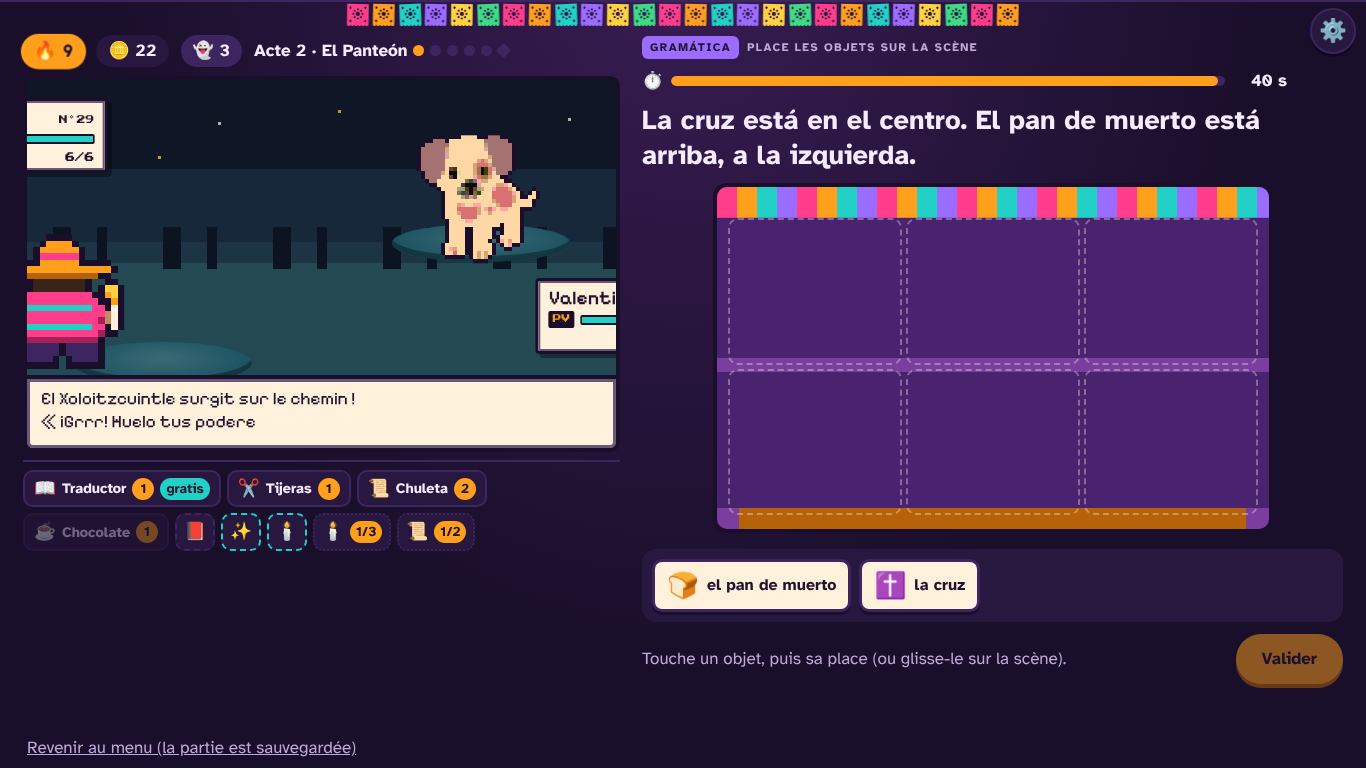 9
22
3
Acte 2 · El Panteón
N°29
6/6
Valenti
PV
El Xoloitzcuintle surgit sur le chemin !
« ¡Grrr! Huelo tus podere
Traductor 1 gratis
Tijeras 1
Chuleta 2
Chocolate 1
1/3
1/2
Revenir au menu (la partie est sauvegardée)
GRAMÁTICA PLACE LES OBJETS SUR LA SCÈNE
40 s
La cruz está en el centro. El pan de muerto está
arriba, a la izquierda.
el pan de muerto
la cruz
Touche un objet, puis sa place (ou glisse-le sur la scène).
Valider